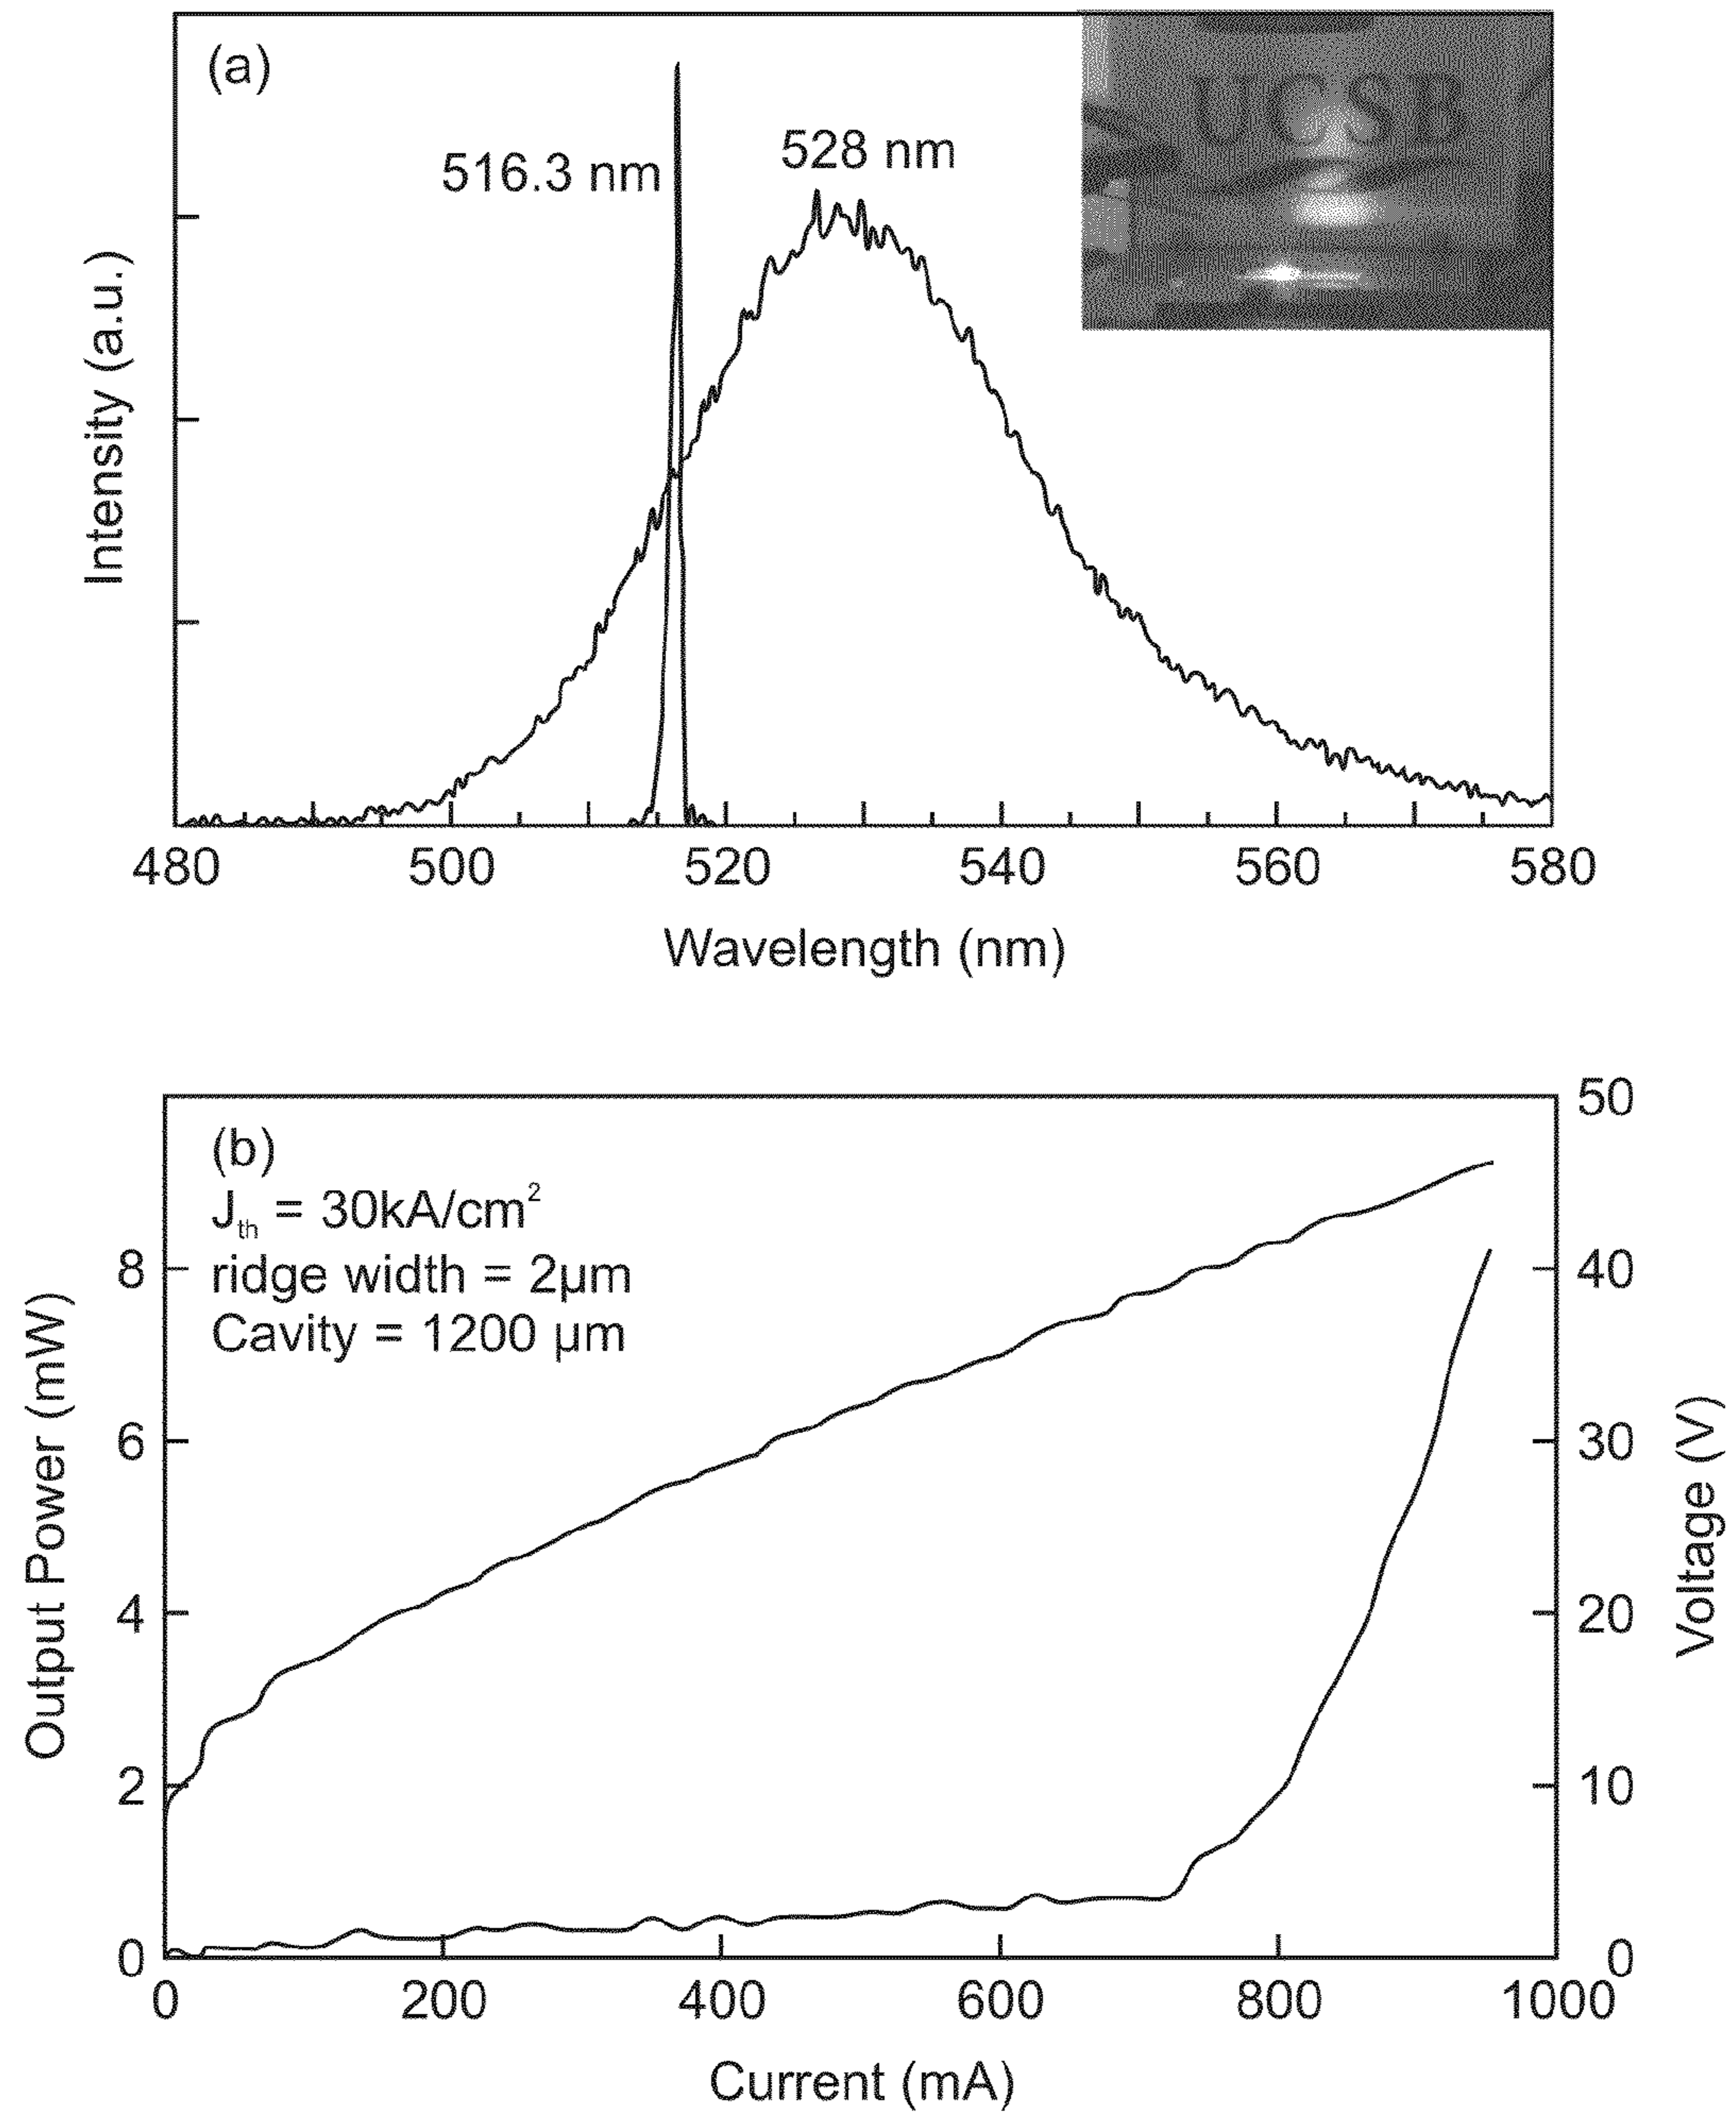 (a)
UCSB
516.3 nm
528 nm
Intensity (a.u.)
480 500 520 540 560 580
Wavelength (nm)
(b)
Jth = 30kA/cm²
ridge width = 2µm
Cavity = 1200 µm
Output Power (mW)
8
6
4
2
0
50
40
30
20
10
0
Voltage (V)
0 200 400 600 800 1000
Current (mA)